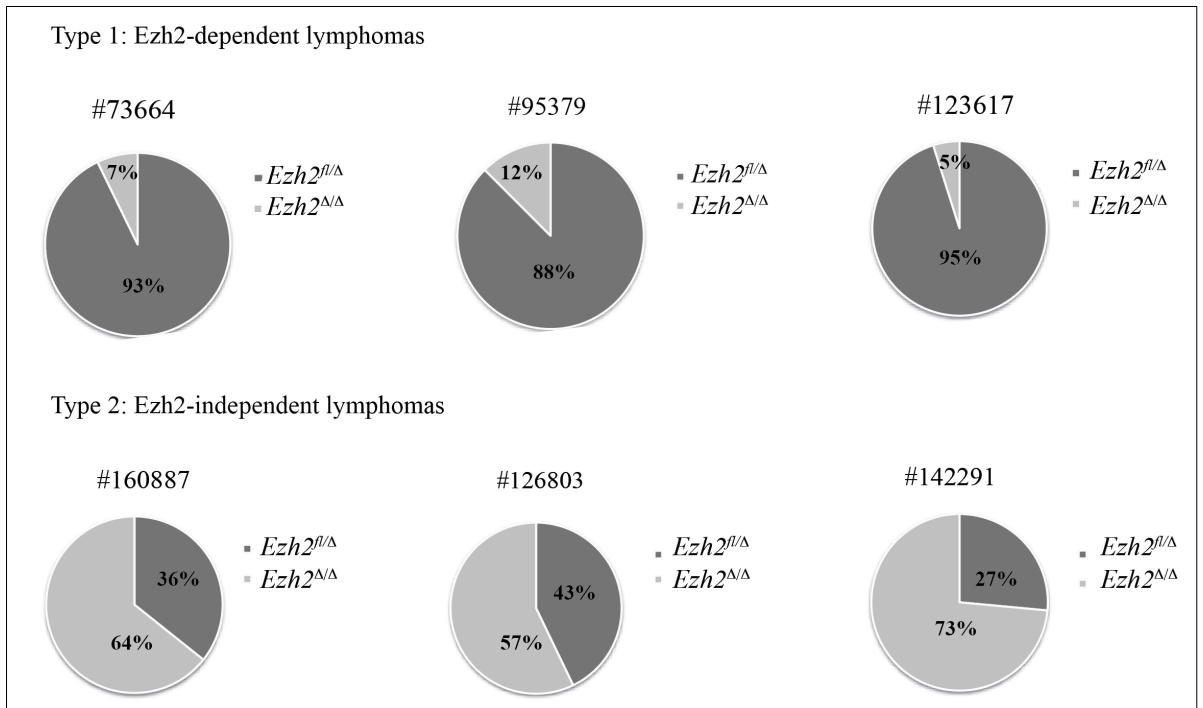 Type 1: Ezh2-dependent lymphomas
#73664
7%
93%
Ezh2fl/Δ
Ezh2Δ/Δ
#95379
12%
88%
Ezh2fl/Δ
Ezh2Δ/Δ
#123617
5%
95%
Ezh2fl/Δ
Ezh2Δ/Δ
Type 2: Ezh2-independent lymphomas
#160887
36%
64%
Ezh2fl/Δ
Ezh2Δ/Δ
#126803
43%
57%
Ezh2fl/Δ
Ezh2Δ/Δ
#142291
27%
73%
Ezh2fl/Δ
Ezh2Δ/Δ